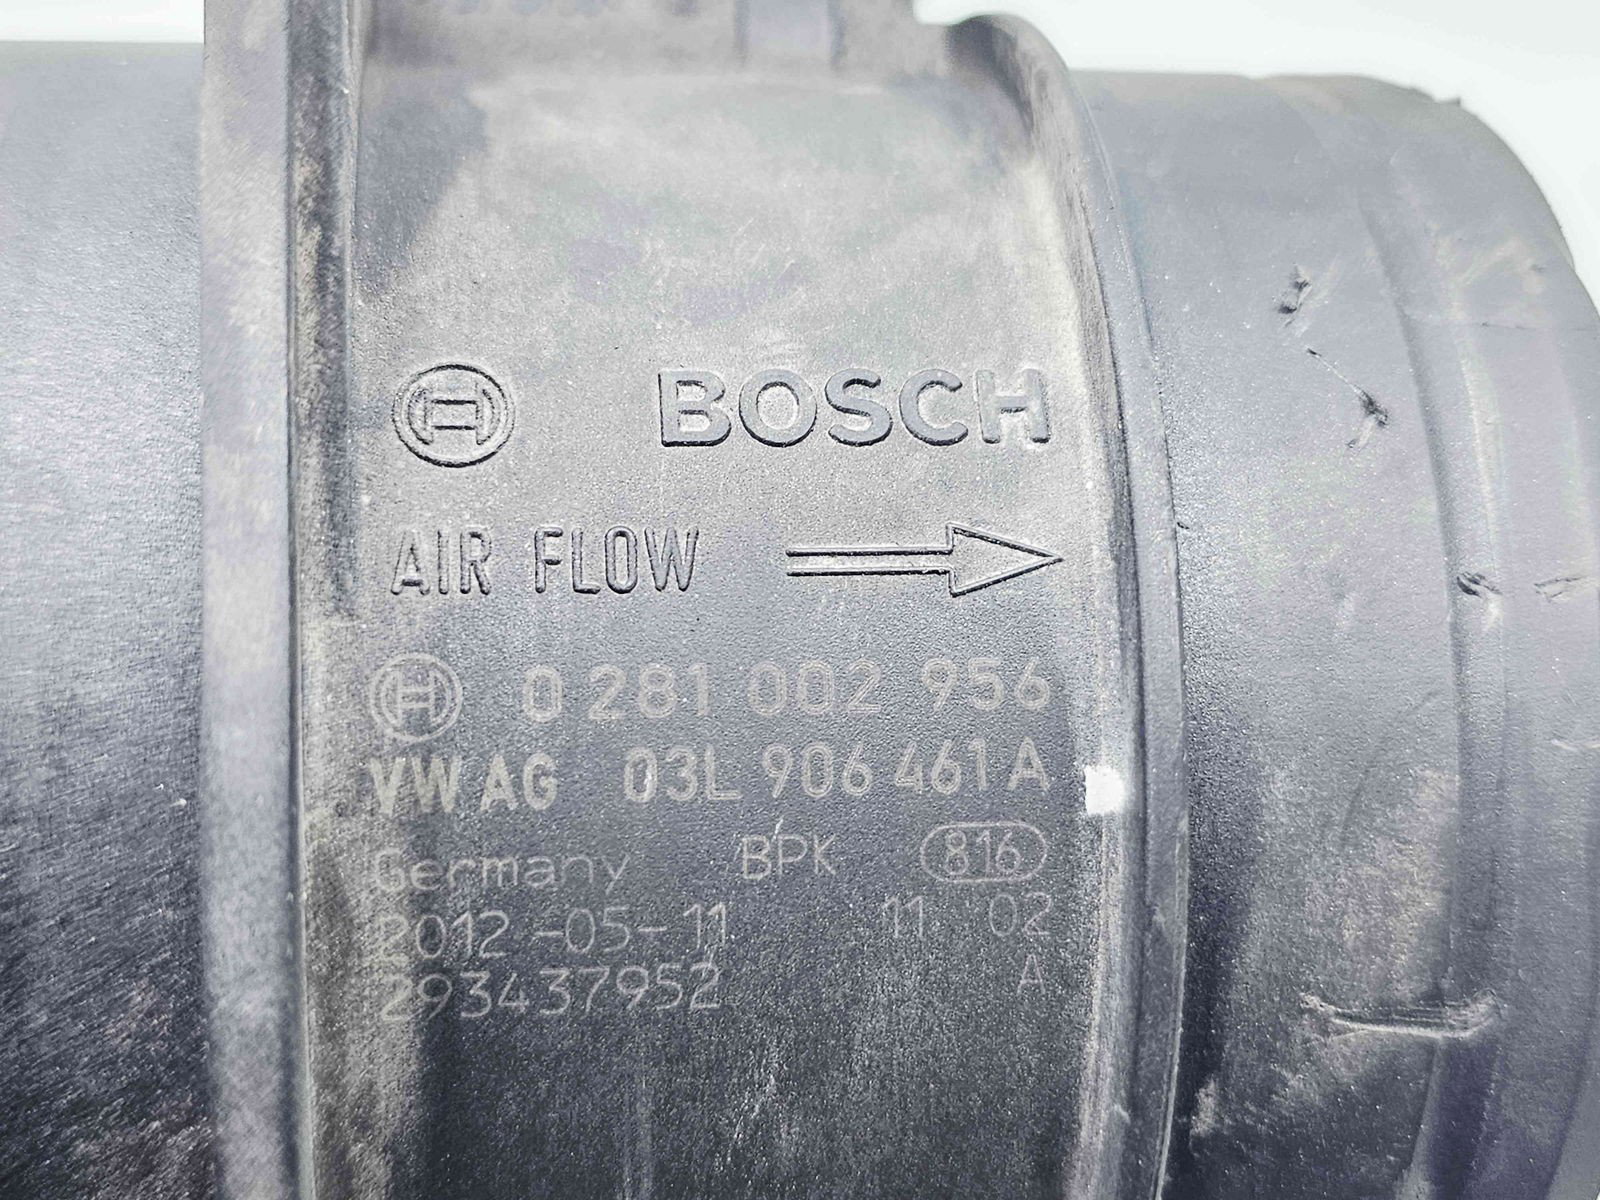 BOSCH
AIR FLOW
0 281 002 956
VW AG 03L 906 461 A
Germany BPK 816
2012-05-11 11 02
293437952 A